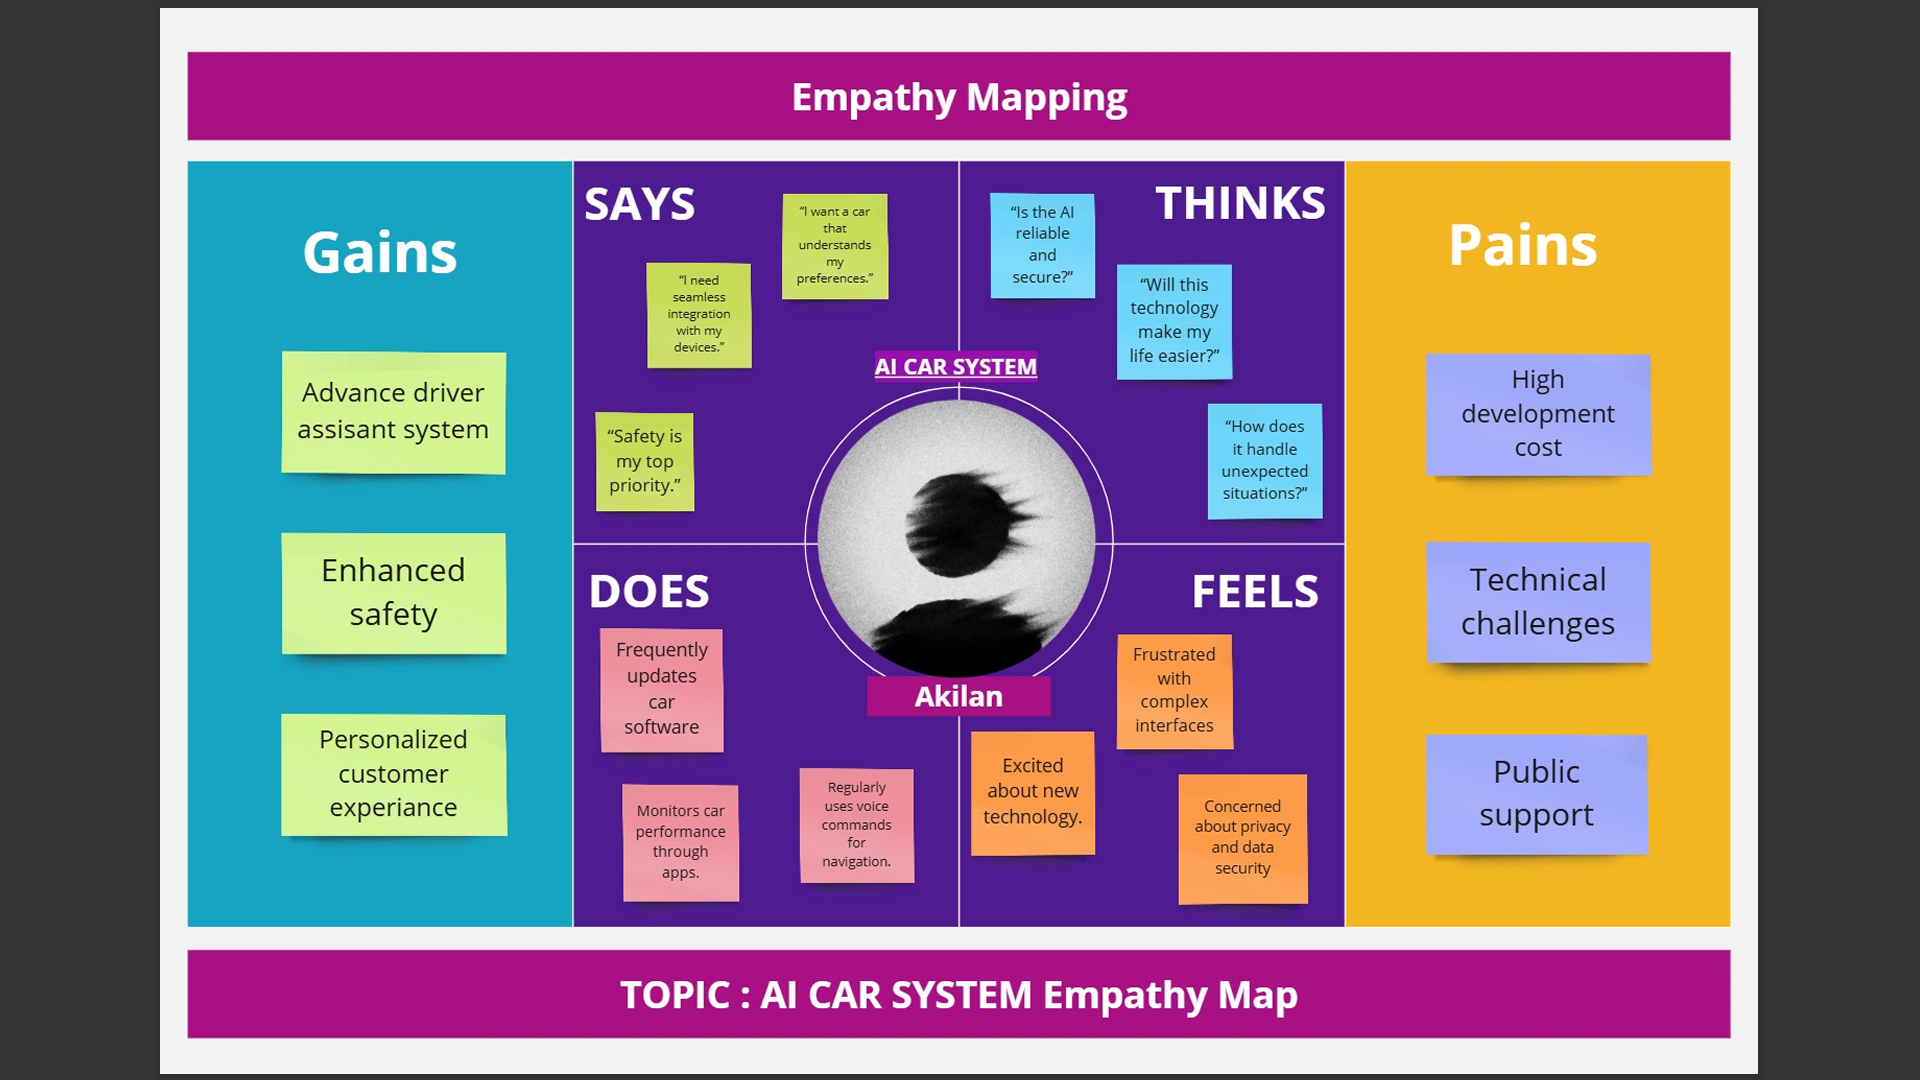 Empathy Mapping
Gains
Advance driver
assisant system
Enhanced
safety
Personalized
customer
experiance
SAYS
“I want a car
that
understands
my
preferences.”
“I need
seamless
integration
with my
devices.”
“Safety is
my top
priority.”
THINKS
“Is the AI
reliable
and
secure?”
“Will this
technology
make my
life easier?”
“How does
it handle
unexpected
situations?”
AI CAR SYSTEM
Akilan
DOES
Frequently
updates
car
software
Monitors car
performance
through
apps.
Regularly
uses voice
commands
for
navigation.
FEELS
Frustrated
with
complex
interfaces
Excited
about new
technology.
Concerned
about privacy
and data
security
Pains
High
development
cost
Technical
challenges
Public
support
TOPIC : AI CAR SYSTEM Empathy Map